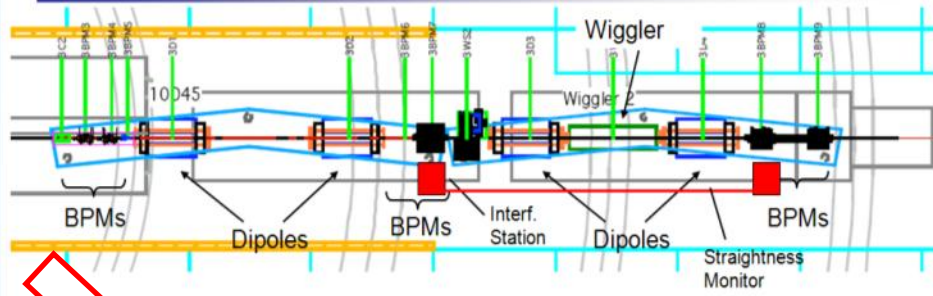 Wiggler
3C2
3BPM3
3BPM4
3BPM5
3D1
3D2
3BPM6
3BPM7
3WS2
3D3
3BPM8
3BPM9
10045
Wiggler 2
BPMs
Dipoles
BPMs
Interf.
Station
Dipoles
Straightness
Monitor
BPMs